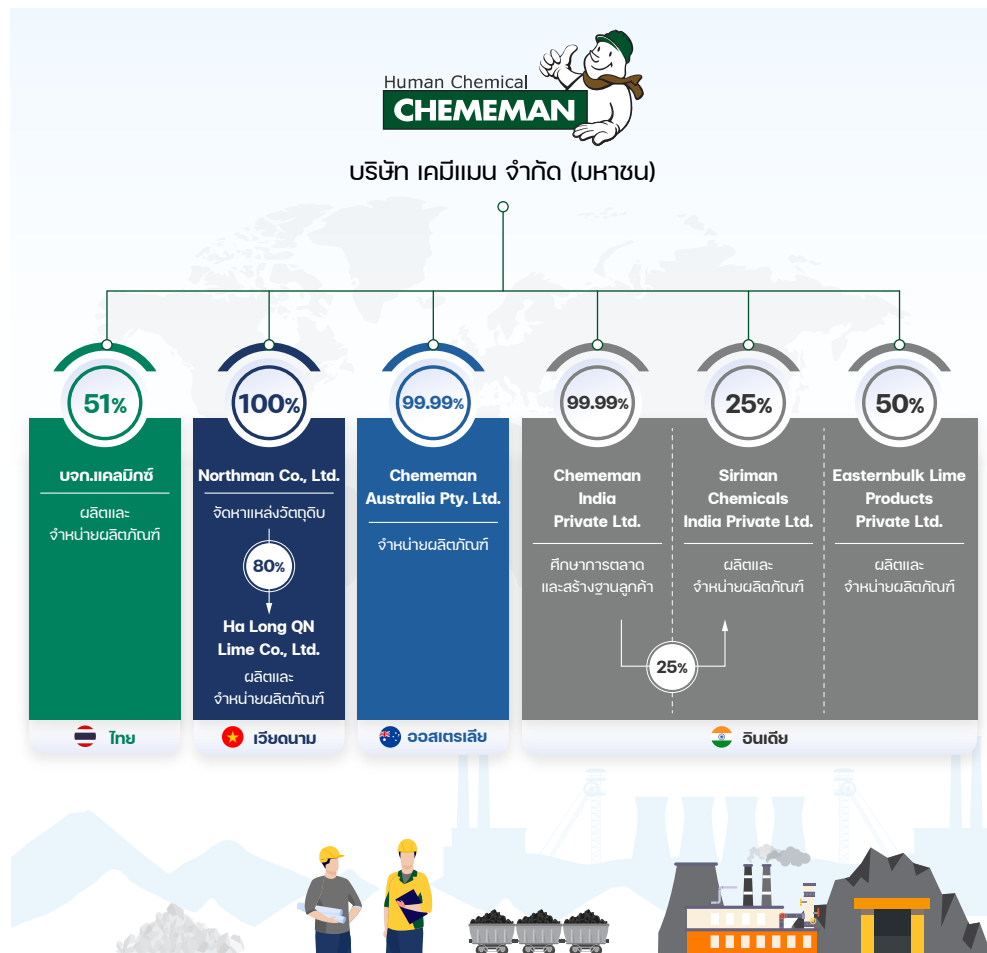 Human Chemical
CHEMEMAN
บริษัท เคมีแมน จำกัด (มหาชน)
51%
บจก.แคลมิกซ์
ผลิตและ
จำหน่ายผลิตภัณฑ์
ไทย
100%
Northman Co., Ltd.
จัดหาแหล่งวัตถุดิบ
80%
Ha Long QN
Lime Co., Ltd.
ผลิตและ
จำหน่ายผลิตภัณฑ์
เวียดนาม
99.99%
Chememan
Australia Pty. Ltd.
จำหน่ายผลิตภัณฑ์
ออสเตรเลีย
99.99%
Chememan
India
Private Ltd.
ศึกษาการตลาด
และสร้างฐานลูกค้า
25%
25%
Siriman
Chemicals
India Private Ltd.
ผลิตและ
จำหน่ายผลิตภัณฑ์
50%
Easternbulk Lime
Products
Private Ltd.
ผลิตและ
จำหน่ายผลิตภัณฑ์
อินเดีย